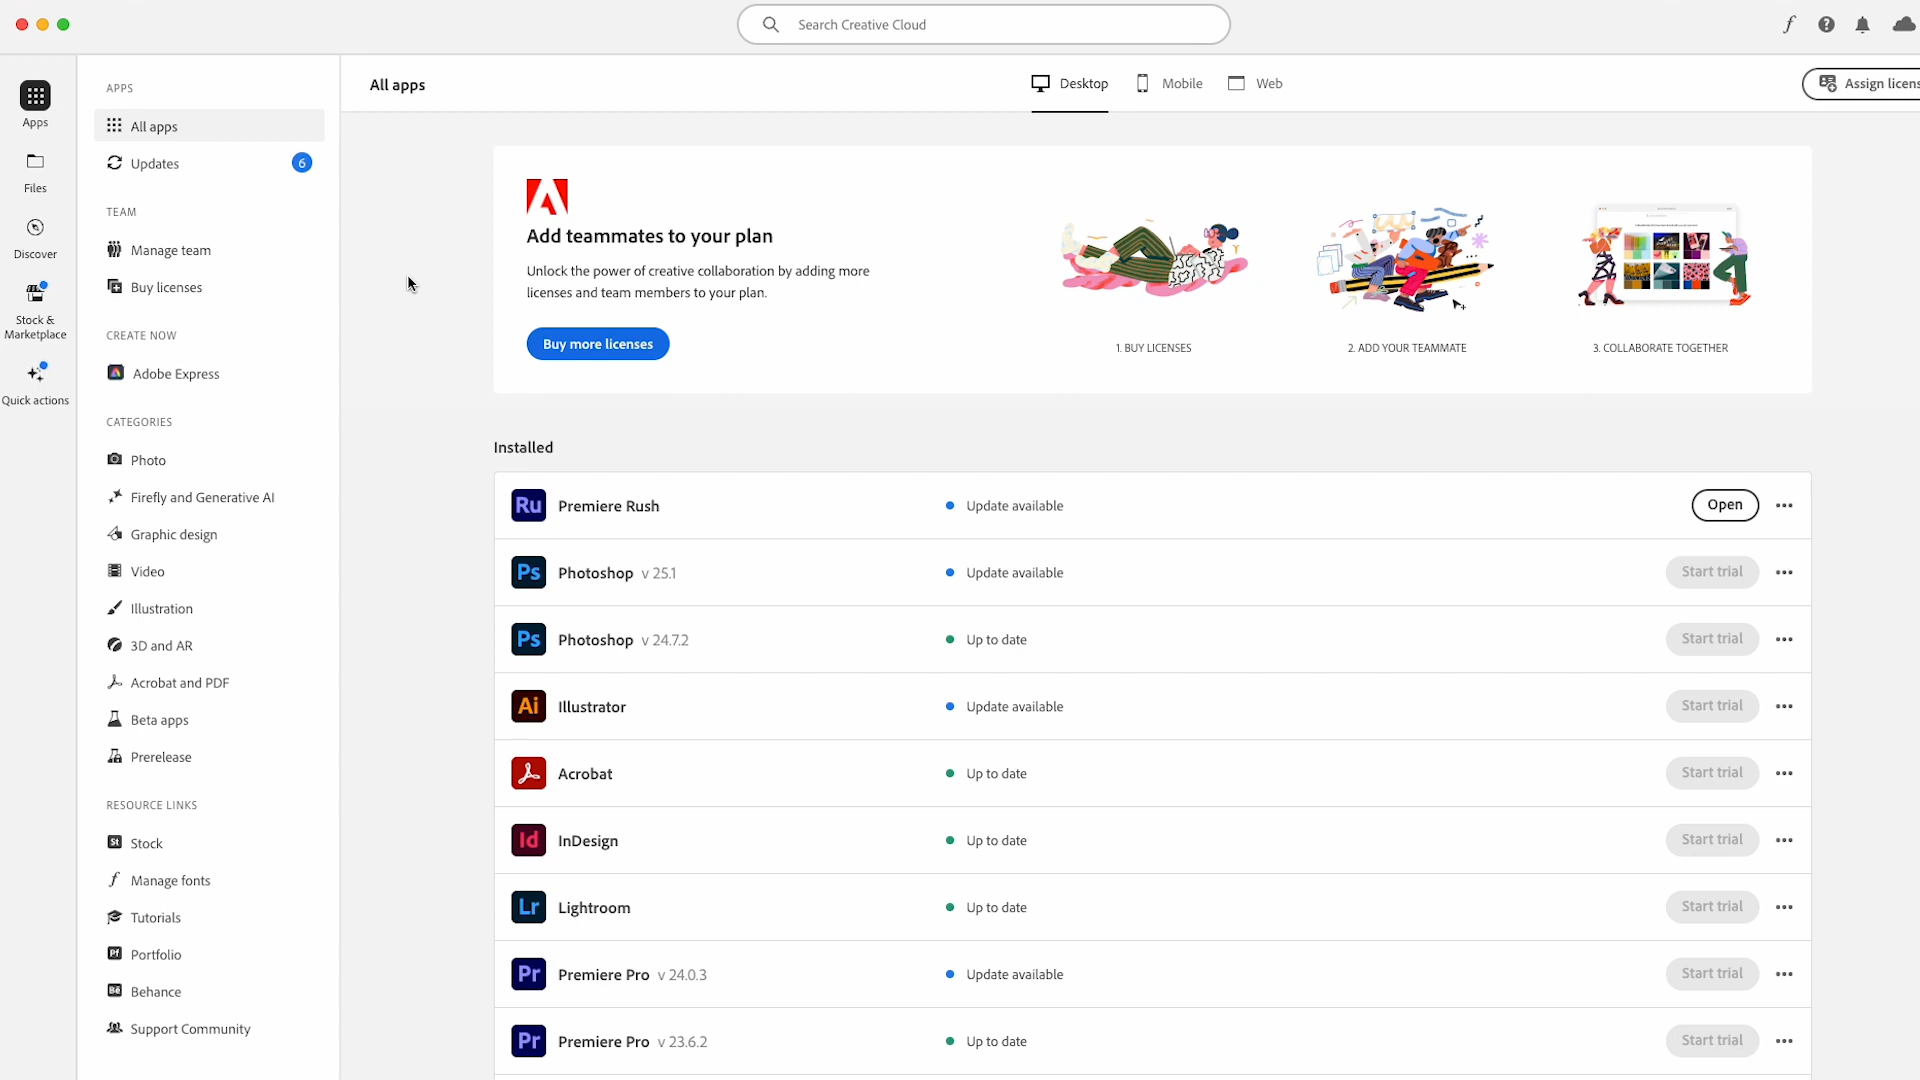 Search Creative Cloud
Apps
Files
Discover
Stock &
Marketplace
Quick actions
APPS
All apps
Updates 6
TEAM
Manage team
Buy licenses
CREATE NOW
Adobe Express
CATEGORIES
Photo
Firefly and Generative AI
Graphic design
Video
Illustration
3D and AR
Acrobat and PDF
Beta apps
Prerelease
RESOURCE LINKS
St Stock
Manage fonts
Tutorials
Pf Portfolio
Bē Behance
Support Community
All apps
Desktop Mobile Web
Assign licens
Add teammates to your plan
Unlock the power of creative collaboration by adding more
licenses and team members to your plan.
Buy more licenses
1. BUY LICENSES
2. ADD YOUR TEAMMATE
3. COLLABORATE TOGETHER
Installed
Ru Premiere Rush Update available Open
Ps Photoshop v 25.1 Update available Start trial
Ps Photoshop v 24.7.2 Up to date Start trial
Ai Illustrator Update available Start trial
Acrobat Up to date Start trial
Id InDesign Up to date Start trial
Lr Lightroom Up to date Start trial
Pr Premiere Pro v 24.0.3 Update available Start trial
Pr Premiere Pro v 23.6.2 Up to date Start trial